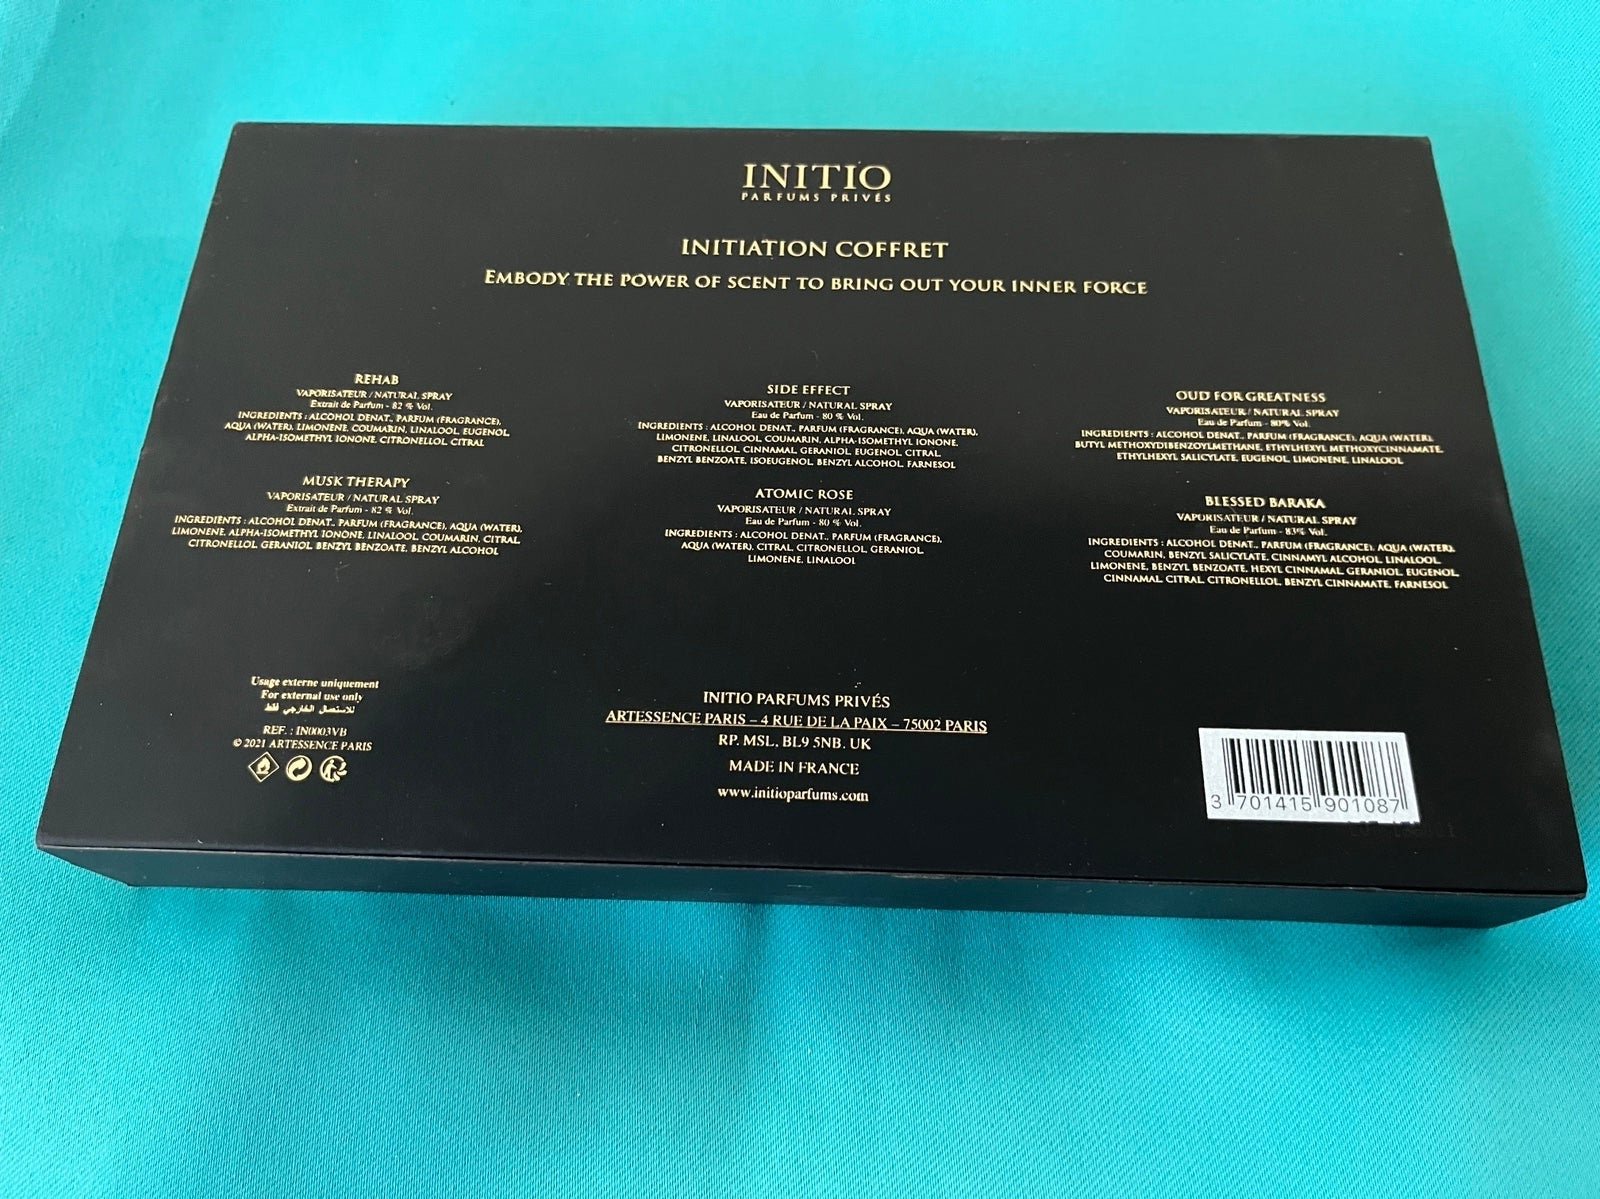 INITIO
PARFUMS PRIVÉS
INITIATION COFFRET
EMBODY THE POWER OF SCENT TO BRING OUT YOUR INNER FORCE
REHAB
VAPORISATEUR / NATURAL SPRAY
Extrait de Parfum - 82 % Vol.
INGREDIENTS : ALCOHOL DENAT., PARFUM (FRAGRANCE),
AQUA (WATER), LIMONENE, COUMARIN, LINALOOL, EUGENOL,
ALPHA-ISOMETHYL IONONE, CITRONELLOL, CITRAL
MUSK THERAPY
VAPORISATEUR / NATURAL SPRAY
Extrait de Parfum - 82 % Vol.
INGREDIENTS : ALCOHOL DENAT., PARFUM (FRAGRANCE), AQUA (WATER),
LIMONENE, ALPHA-ISOMETHYL IONONE, LINALOOL, COUMARIN, CITRAL,
CITRONELLOL, GERANIOL, BENZYL BENZOATE, BENZYL ALCOHOL
SIDE EFFECT
VAPORISATEUR / NATURAL SPRAY
Eau de Parfum - 80 % Vol.
INGREDIENTS : ALCOHOL DENAT., PARFUM (FRAGRANCE), AQUA (WATER),
LIMONENE, LINALOOL, COUMARIN, ALPHA-ISOMETHYL IONONE,
CITRONELLOL, CINNAMAL, GERANIOL, EUGENOL, CITRAL,
BENZYL BENZOATE, ISOEUGENOL, BENZYL ALCOHOL, FARNESOL
ATOMIC ROSE
VAPORISATEUR / NATURAL SPRAY
Eau de Parfum - 80 % Vol.
INGREDIENTS : ALCOHOL DENAT., PARFUM (FRAGRANCE),
AQUA (WATER), CITRAL, CITRONELLOL, GERANIOL,
LIMONENE, LINALOOL
OUD FOR GREATNESS
VAPORISATEUR / NATURAL SPRAY
Eau de Parfum - 80% Vol.
INGREDIENTS : ALCOHOL DENAT., PARFUM (FRAGRANCE), AQUA (WATER),
BUTYL METHOXYDIBENZOYLMETHANE, ETHYLHEXYL METHOXYCINNAMATE,
ETHYLHEXYL SALICYLATE, EUGENOL, LIMONENE, LINALOOL
BLESSED BARAKA
VAPORISATEUR / NATURAL SPRAY
Eau de Parfum - 83% Vol.
INGREDIENTS : ALCOHOL DENAT., PARFUM (FRAGRANCE), AQUA (WATER),
COUMARIN, BENZYL SALICYLATE, CINNAMYL ALCOHOL, LINALOOL,
LIMONENE, BENZYL BENZOATE, HEXYL CINNAMAL, GERANIOL, EUGENOL,
CINNAMAL, CITRAL, CITRONELLOL, BENZYL CINNAMATE, FARNESOL
Usage externe uniquement
For external use only
للاستعمال الخارجي فقط
REF. : IN0003VB
© 2021 ARTESSENCE PARIS
INITIO PARFUMS PRIVÉS
ARTESSENCE PARIS – 4 RUE DE LA PAIX – 75002 PARIS
RP. MSL, BL9 5NB, UK
MADE IN FRANCE
www.initioparfums.com
3 701415 901087